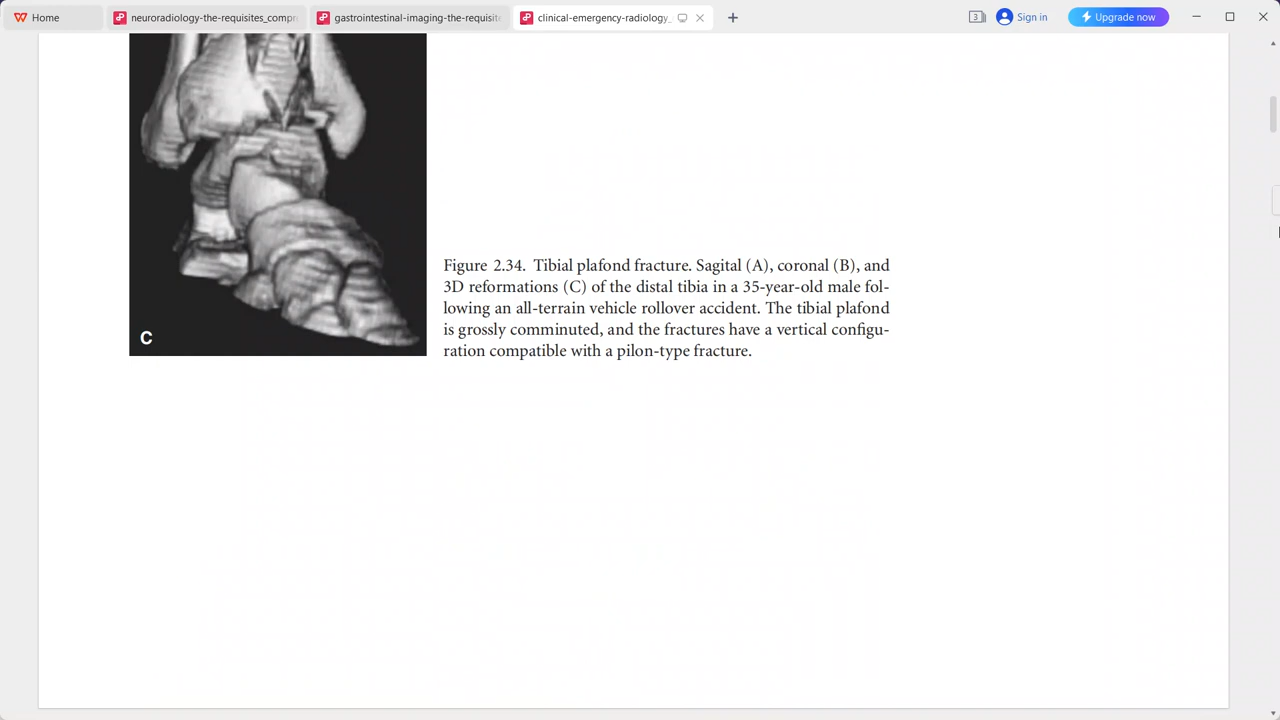 Home
neuroradiology-the-requisites_compr
gastrointestinal-imaging-the-requisite
clinical-emergency-radiology_
3
Sign in
Upgrade now
C
Figure 2.34. Tibial plafond fracture. Sagital (A), coronal (B), and
3D reformations (C) of the distal tibia in a 35-year-old male fol-
lowing an all-terrain vehicle rollover accident. The tibial plafond
is grossly comminuted, and the fractures have a vertical configu-
ration compatible with a pilon-type fracture.